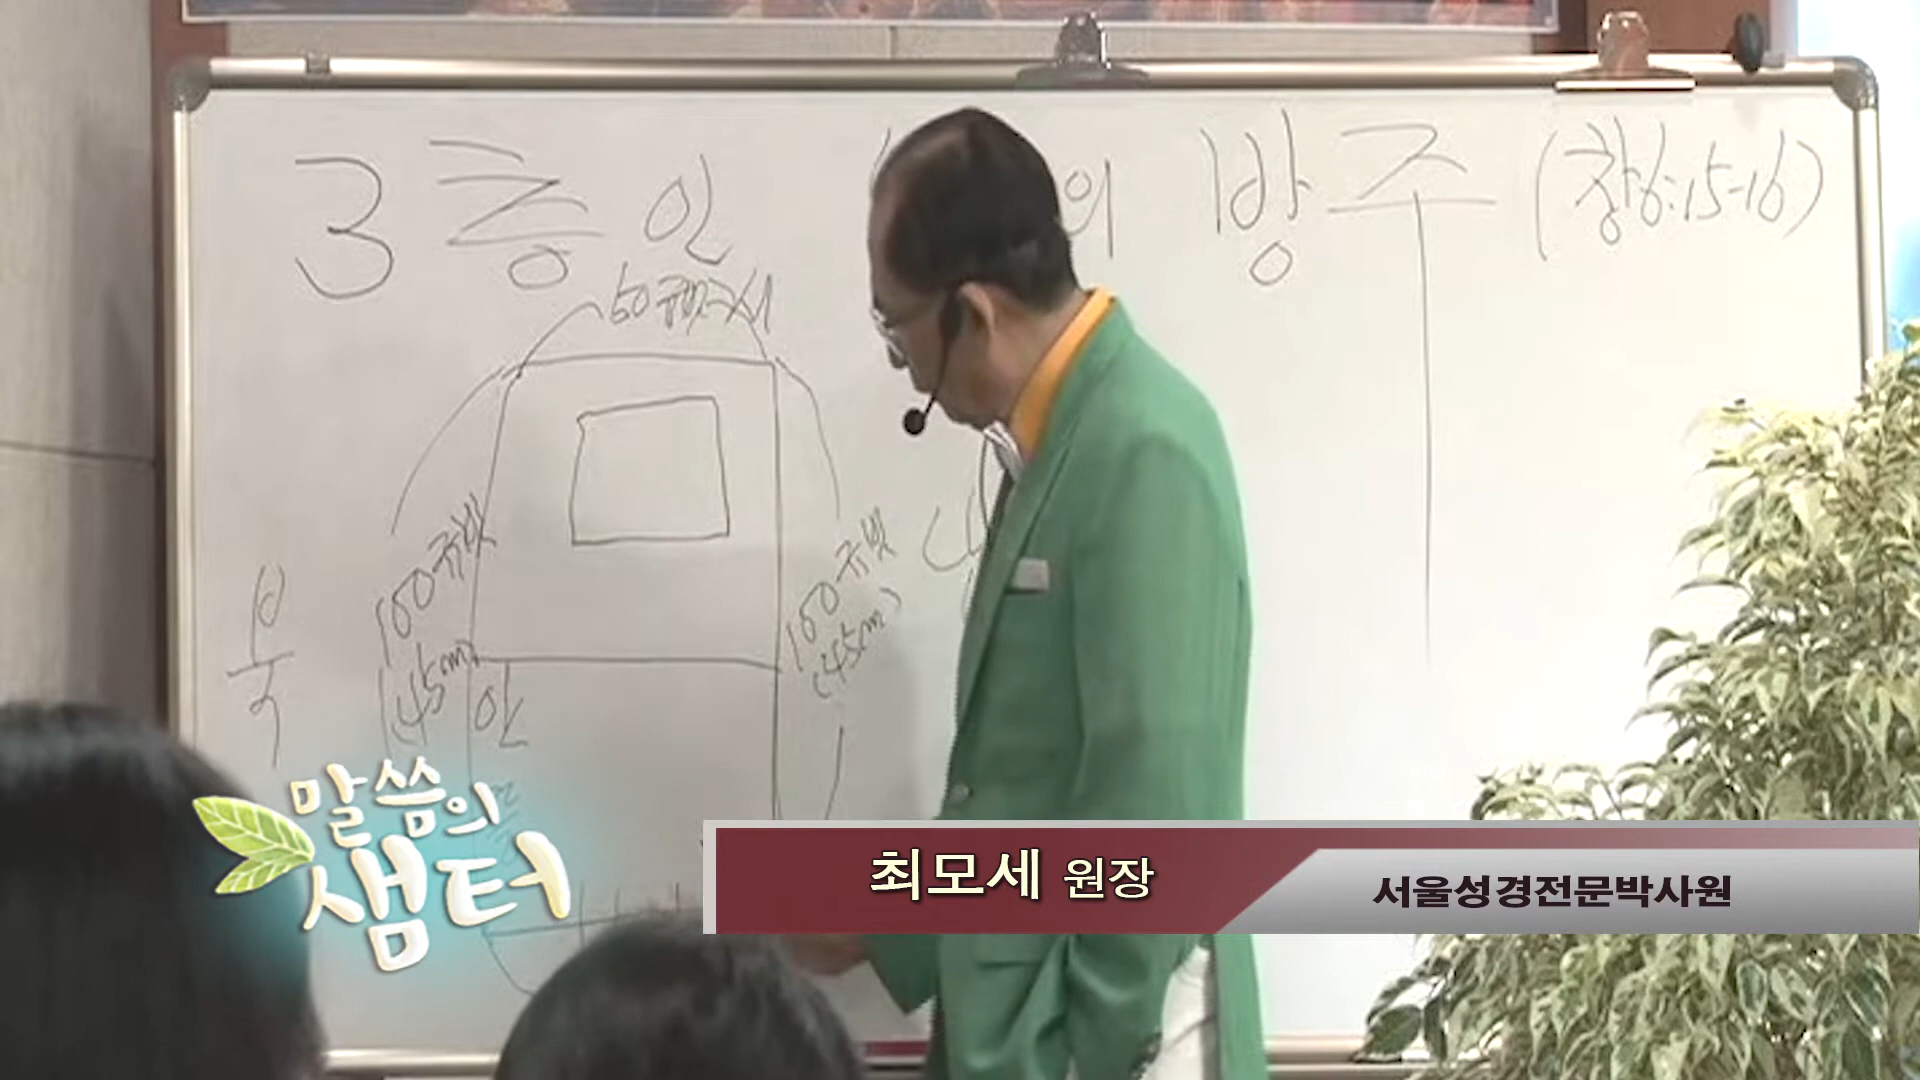 3층인 의 방주 (창6:15-16)
50규빗
150규빗
(45m)
150규빗
(45m)
북
안
말씀의
샘터
최모세 원장
서울성경전문박사원